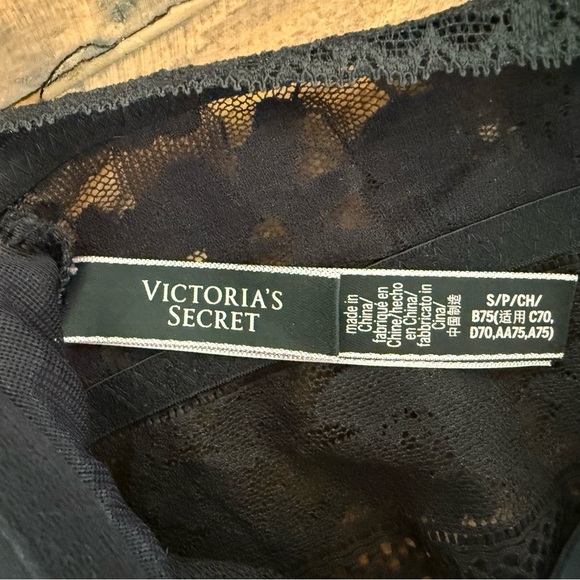 VICTORIA'S
SECRET
made in
China/
fabriqué en
Chine/hecho
en China/
fabbricato in
Cina/
中国制造
S/P/CH/
B75(适用 C70,
D70,AA75,A75)